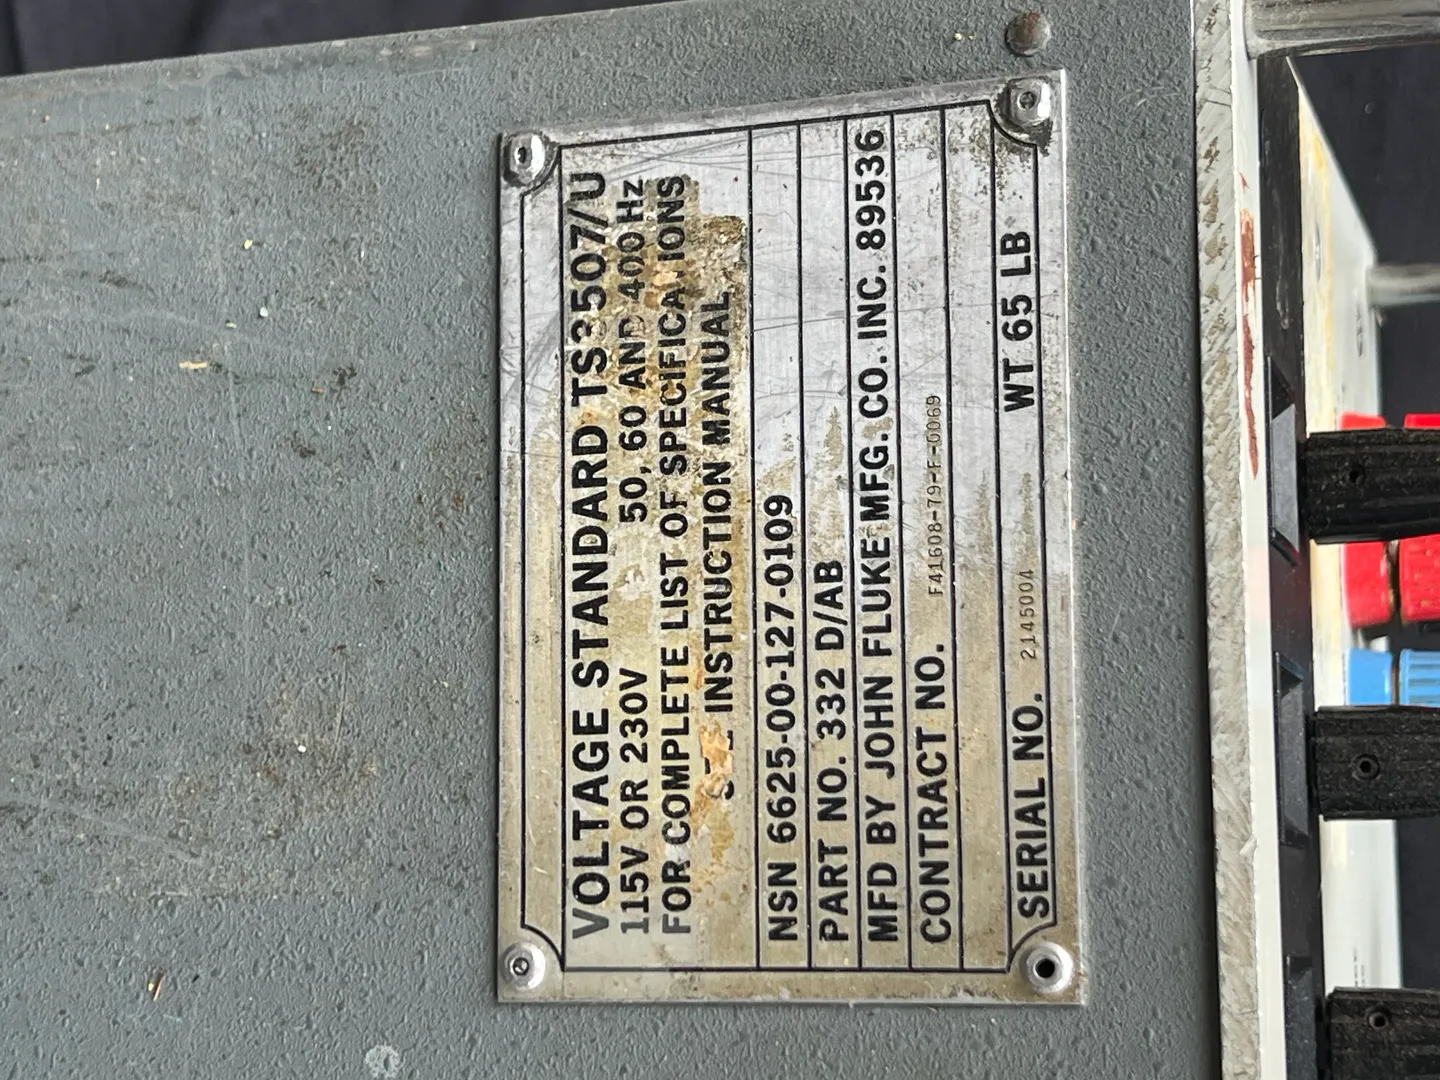 VOLTAGE STANDARD TS3507/U
115V OR 230V 50, 60 AND 400 Hz
FOR COMPLETE LIST OF SPECIFICATIONS
SEE INSTRUCTION MANUAL
NSN 6625-00-127-0109
PART NO. 332 D/AB
MFD BY JOHN FLUKE MFG. CO. INC. 89536
CONTRACT NO. F41608-79-F-0069
SERIAL NO. 2145004 WT 65 LB